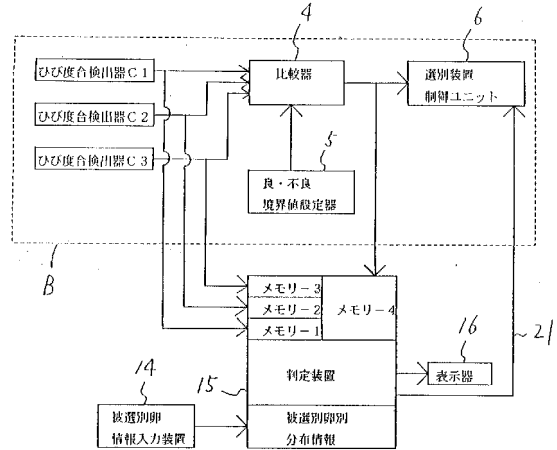 4
6
ひび度合検出器C1
比較器
選別装置
制御ユニット
ひび度合検出器C2
ひび度合検出器C3
5
良・不良
境界値設定器
B
メモリー3
メモリー2
メモリー1
メモリー4
16
21
14
15
判定装置
表示器
被選別卵
情報入力装置
被選別卵別
分布情報